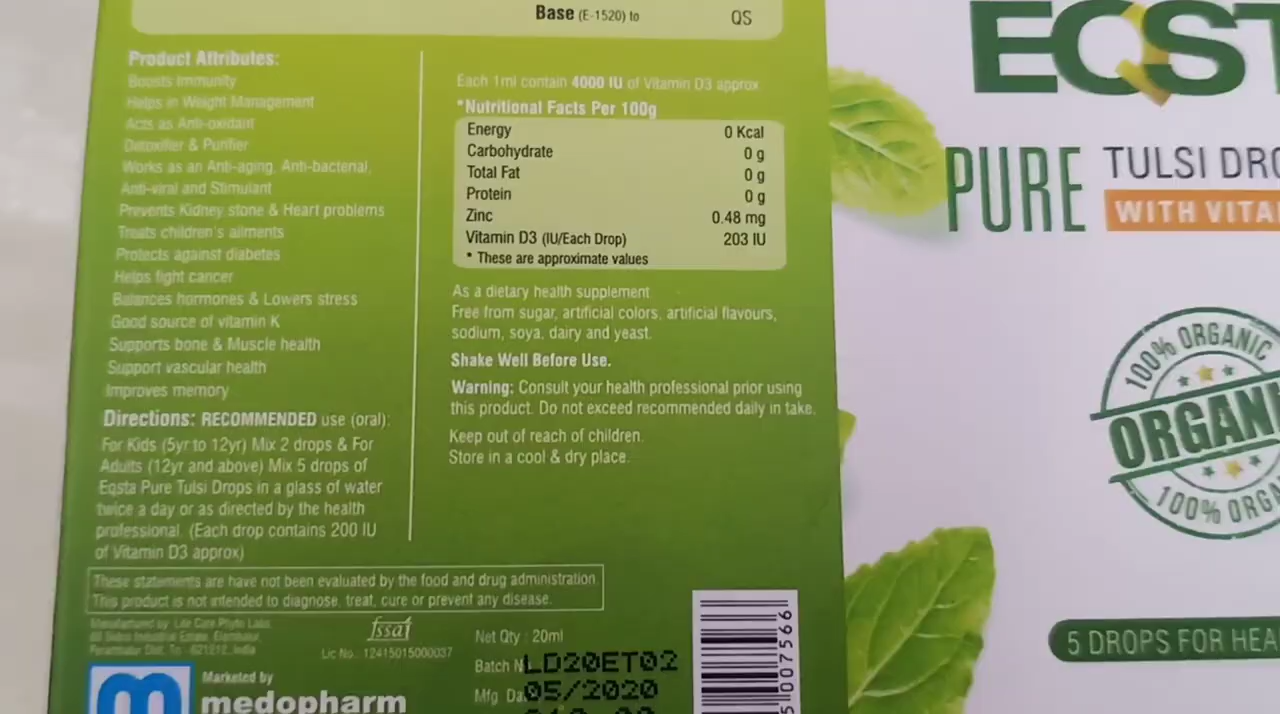 Base (E-1520) to QS
Product Attributes:
Boosts Immunity
Helps in Weight Management
Acts as Anti-oxidant
Detoxifier & Purifier
Works as an Anti-aging, Anti-bacterial,
Anti-viral and Stimulant
Prevents Kidney stone & Heart problems
Treats children's ailments
Protects against diabetes
Helps fight cancer
Balances hormones & Lowers stress
Good source of vitamin K
Supports bone & Muscle health
Support vascular health
Improves memory
Directions: RECOMMENDED use (oral):
For Kids (5yr to 12yr) Mix 2 drops & For
Adults (12yr and above) Mix 5 drops of
Eqsta Pure Tulsi Drops in a glass of water
twice a day or as directed by the health
professional. (Each drop contains 200 IU
of Vitamin D3 approx)
Each 1ml contain 4000 IU of Vitamin D3 approx
*Nutritional Facts Per 100g
Energy 0 Kcal
Carbohydrate 0 g
Total Fat 0 g
Protein 0 g
Zinc 0.48 mg
Vitamin D3 (IU/Each Drop) 203 IU
* These are approximate values
As a dietary health supplement
Free from sugar, artificial colors, artificial flavours,
sodium, soya, dairy and yeast.
Shake Well Before Use.
Warning: Consult your health professional prior using
this product. Do not exceed recommended daily in take.
Keep out of reach of children.
Store in a cool & dry place.
These statements are have not been evaluated by the food and drug administration.
This product is not intended to diagnose, treat, cure or prevent any disease.
Manufactured by: Life Care Phyto Labs
fssai
Lic No. 12415015000037
Marketed by
medopharm
Net Qty : 20ml
Batch N LD20ET02
Mfg Da 05/2020
5007566
EQST
PURE TULSI DRO
WITH VITA
100% ORGANIC
ORGANI
100% ORGA
5 DROPS FOR HEA